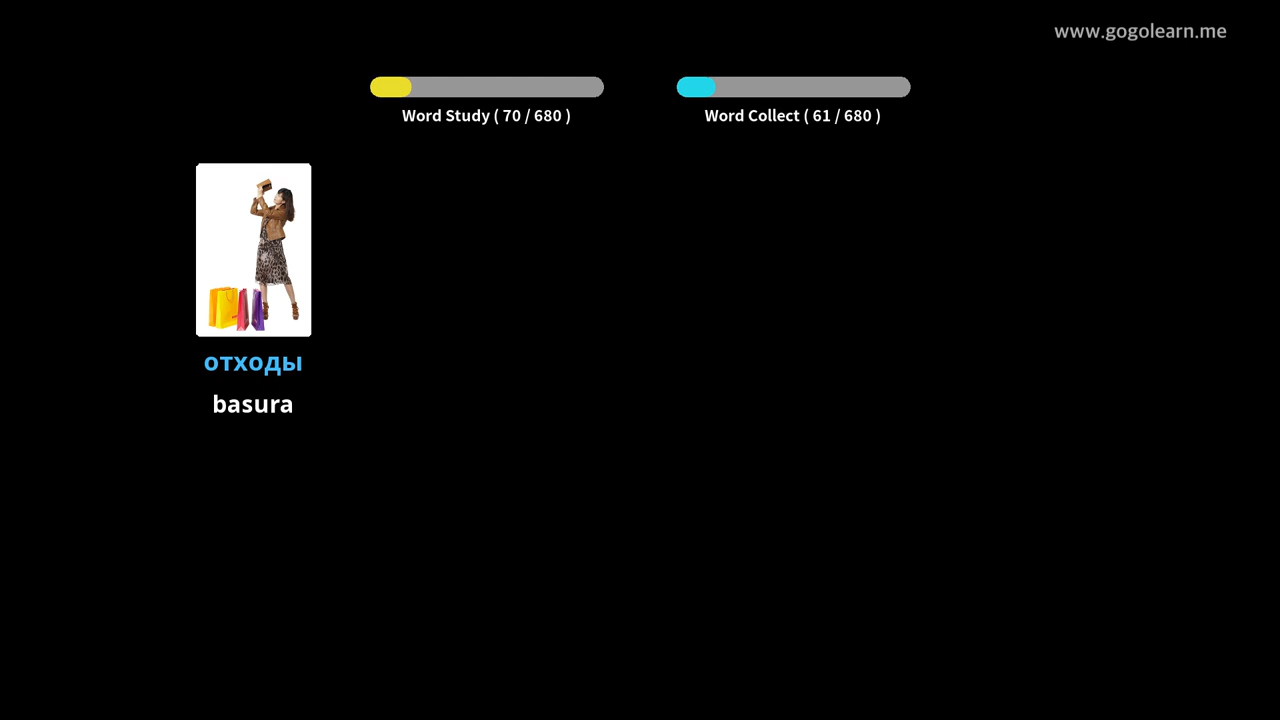 www.gogolearn.me
Word Study ( 70 / 680 )
Word Collect ( 61 / 680 )
отходы
basura